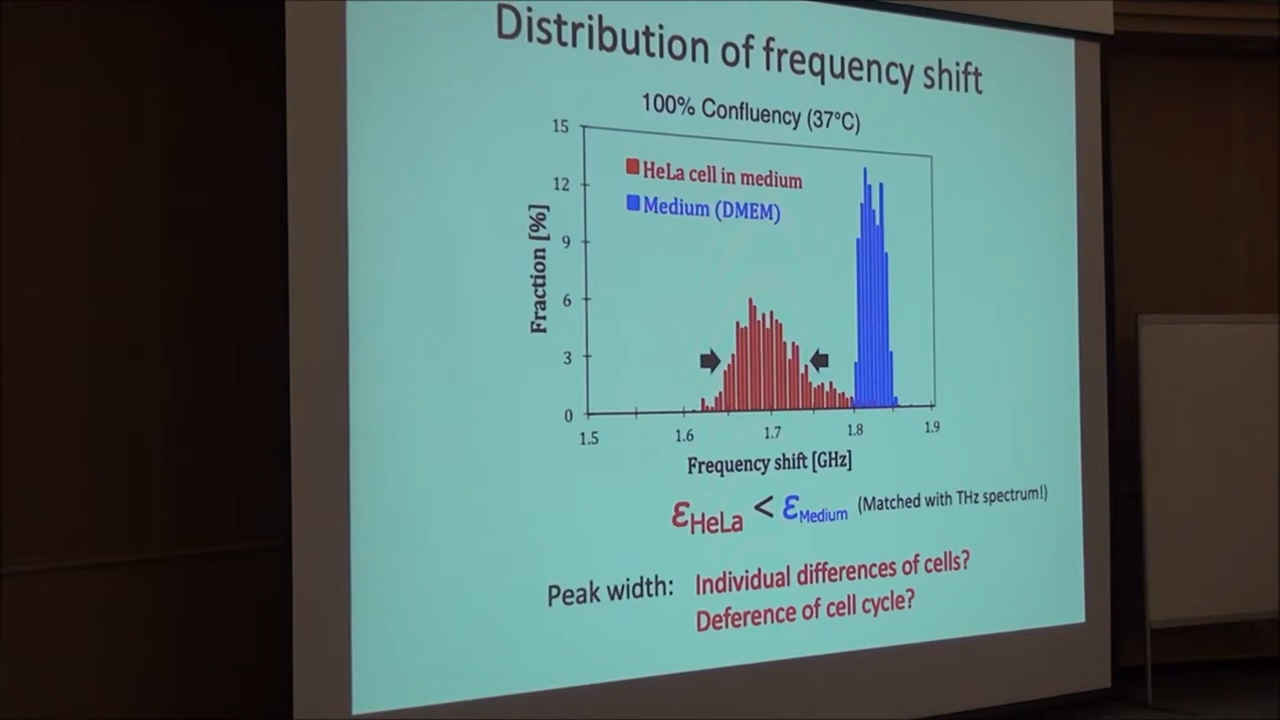 Distribution of frequency shift
100% Confluency (37°C)
15
12
9
6
3
0
Fraction [%]
HeLa cell in medium
Medium (DMEM)
1.5
1.6
1.7
1.8
1.9
Frequency shift [GHz]
εHeLa < εMedium (Matched with THz spectrum!)
Peak width: Individual differences of cells?
Deference of cell cycle?